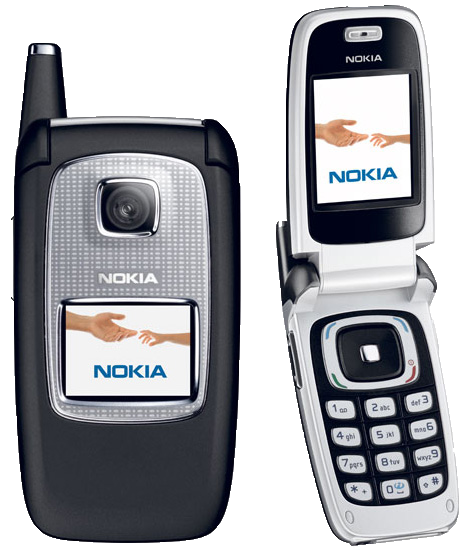 NOKIA
NOKIA
NOKIA
NOKIA
1 oo 2 abc def 3
4 ghi 5 jkl mno 6
7 pqrs 8 tuv wxyz 9
* + 0 #